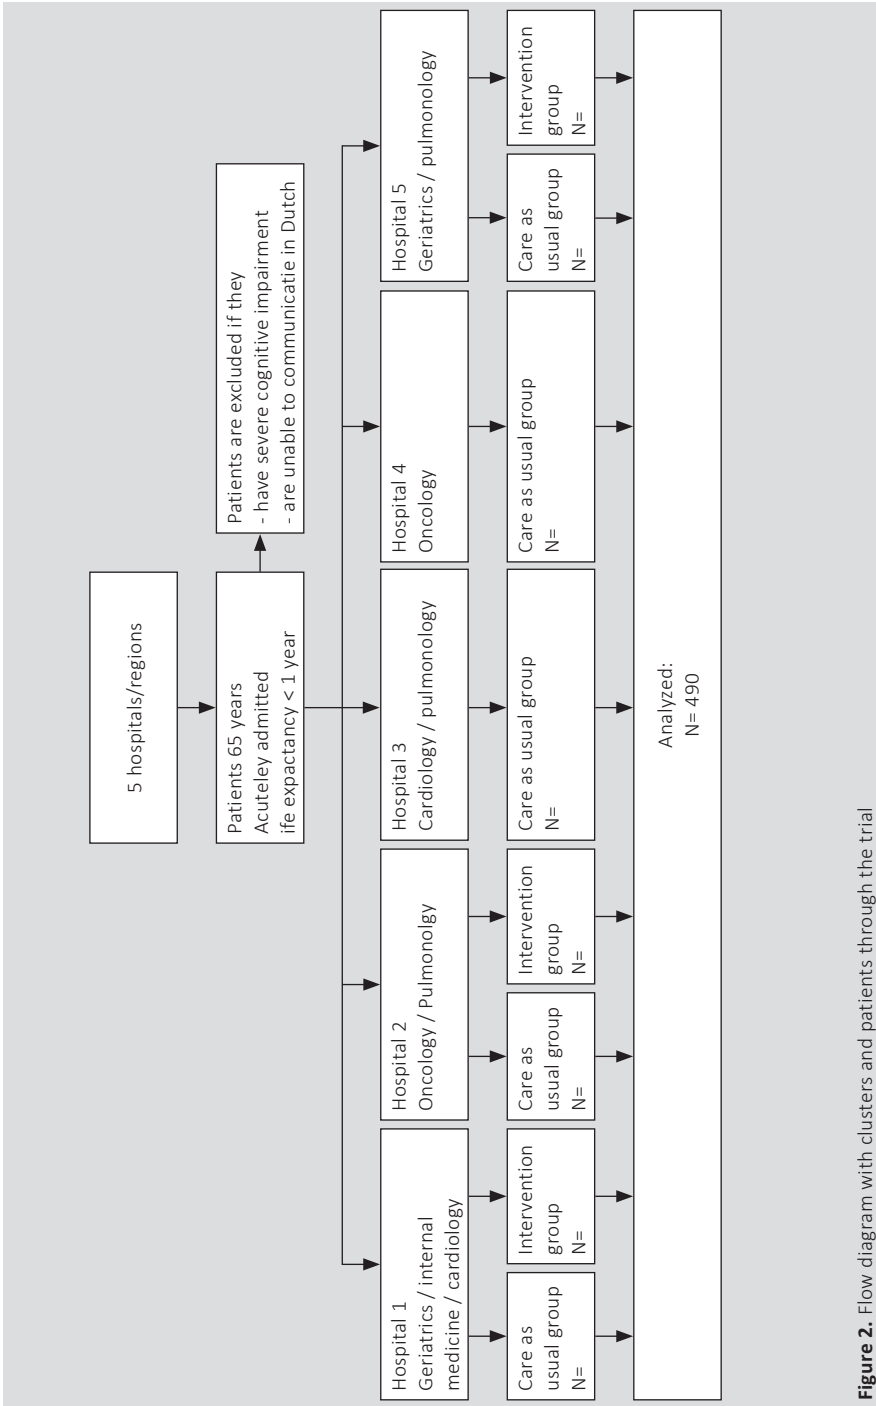 5 hospitals/regions
Patients 65 years
Acuteley admitted
ife expactancy < 1 year
Patients are excluded if they
- have severe cognitive impairment
- are unable to communicatie in Dutch
Hospital 1
Geriatrics / internal
medicine / cardiology
Hospital 2
Oncology / Pulmonolgy
Hospital 3
Cardiology / pulmonology
Hospital 4
Oncology
Hospital 5
Geriatrics / pulmonology
Care as
usual group
N=
Intervention
group
N=
Care as
usual group
N=
Intervention
group
N=
Care as usual group
N=
Care as usual group
N=
Care as
usual group
N=
Intervention
group
N=
Analyzed:
N= 490
Figure 2. Flow diagram with clusters and patients through the trial